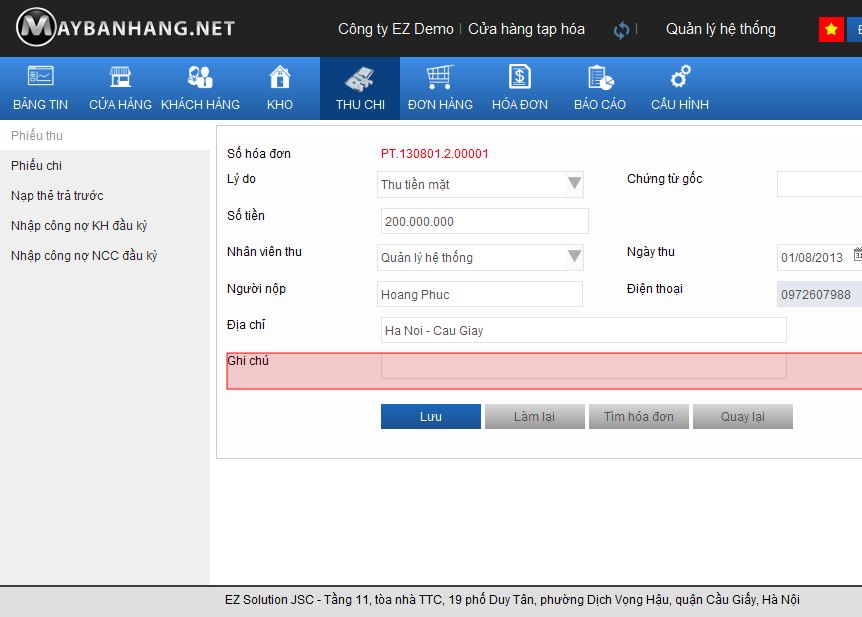 MAYBANHANG.NET
Công ty EZ Demo | Cửa hàng tạp hóa | Quản lý hệ thống
BẢNG TIN CỬA HÀNG KHÁCH HÀNG KHO THU CHI ĐƠN HÀNG HÓA ĐƠN BÁO CÁO CẤU HÌNH
Phiếu thu
Phiếu chi
Nạp thẻ trả trước
Nhập công nợ KH đầu kỳ
Nhập công nợ NCC đầu kỳ
Số hóa đơn PT.130801.2.00001
Lý do Thu tiền mặt Chứng từ gốc
Số tiền 200.000.000
Nhân viên thu Quản lý hệ thống Ngày thu 01/08/2013
Người nộp Hoang Phuc Điện thoại 0972607988
Địa chỉ Ha Noi - Cau Giay
Ghi chú
Lưu Làm lại Tìm hóa đơn Quay lại
EZ Solution JSC - Tầng 11, tòa nhà TTC, 19 phố Duy Tân, phường Dịch Vọng Hậu, quận Cầu Giấy, Hà Nội